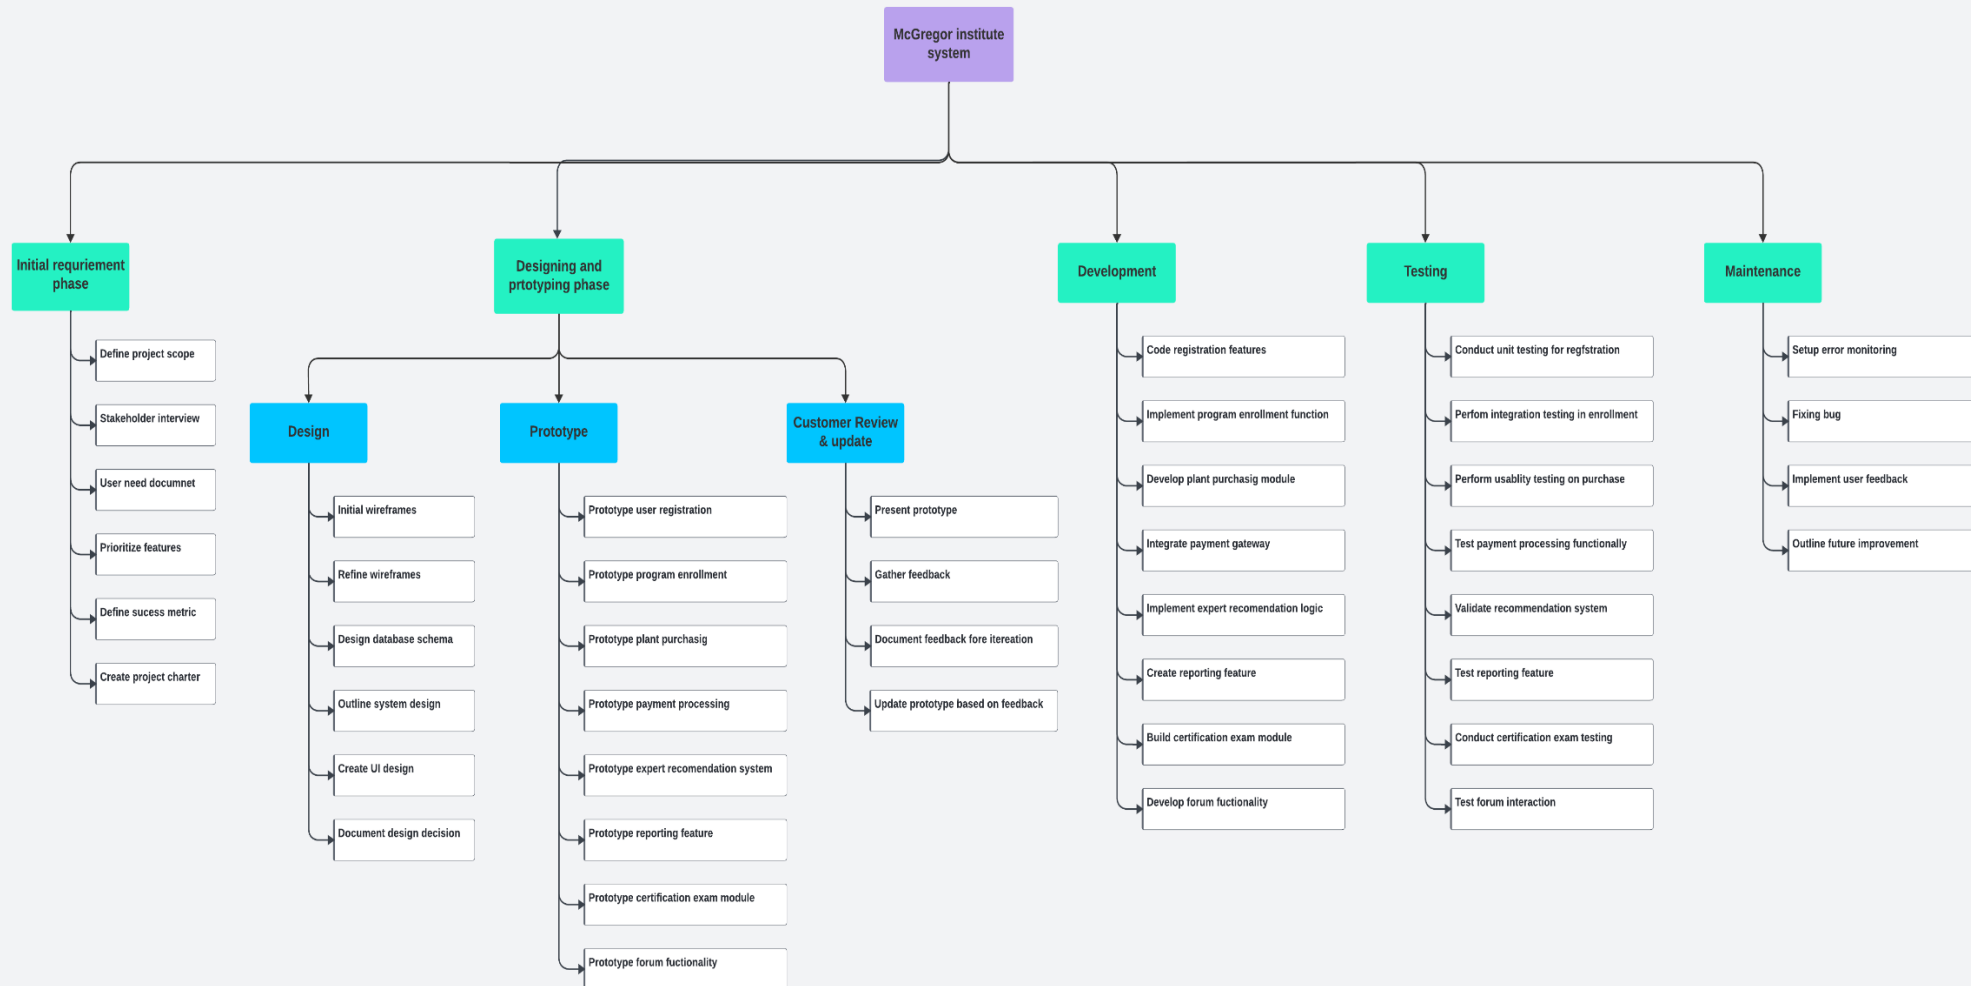 McGregor institute
system
Initial requriement
phase
Define project scope
Stakeholder interview
User need documnet
Prioritize features
Define sucess metric
Create project charter
Designing and
prtotyping phase
Design
Initial wireframes
Refine wireframes
Design database schema
Outline system design
Create UI design
Document design decision
Prototype
Prototype user registration
Prototype program enrollment
Prototype plant purchasig
Prototype payment processing
Prototype expert recomendation system
Prototype reporting feature
Prototype certification exam module
Prototype forum fuctionality
Customer Review
& update
Present prototype
Gather feedback
Document feedback fore itereation
Update prototype based on feedback
Development
Code registration features
Implement program enrollment function
Develop plant purchasig module
Integrate payment gateway
Implement expert recomendation logic
Create reporting feature
Build certification exam module
Develop forum fuctionality
Testing
Conduct unit testing for regfstration
Perfom integration testing in enrollment
Perform usablity testing on purchase
Test payment processing functionally
Validate recommendation system
Test reporting feature
Conduct certification exam testing
Test forum interaction
Maintenance
Setup error monitoring
Fixing bug
Implement user feedback
Outline future improvement